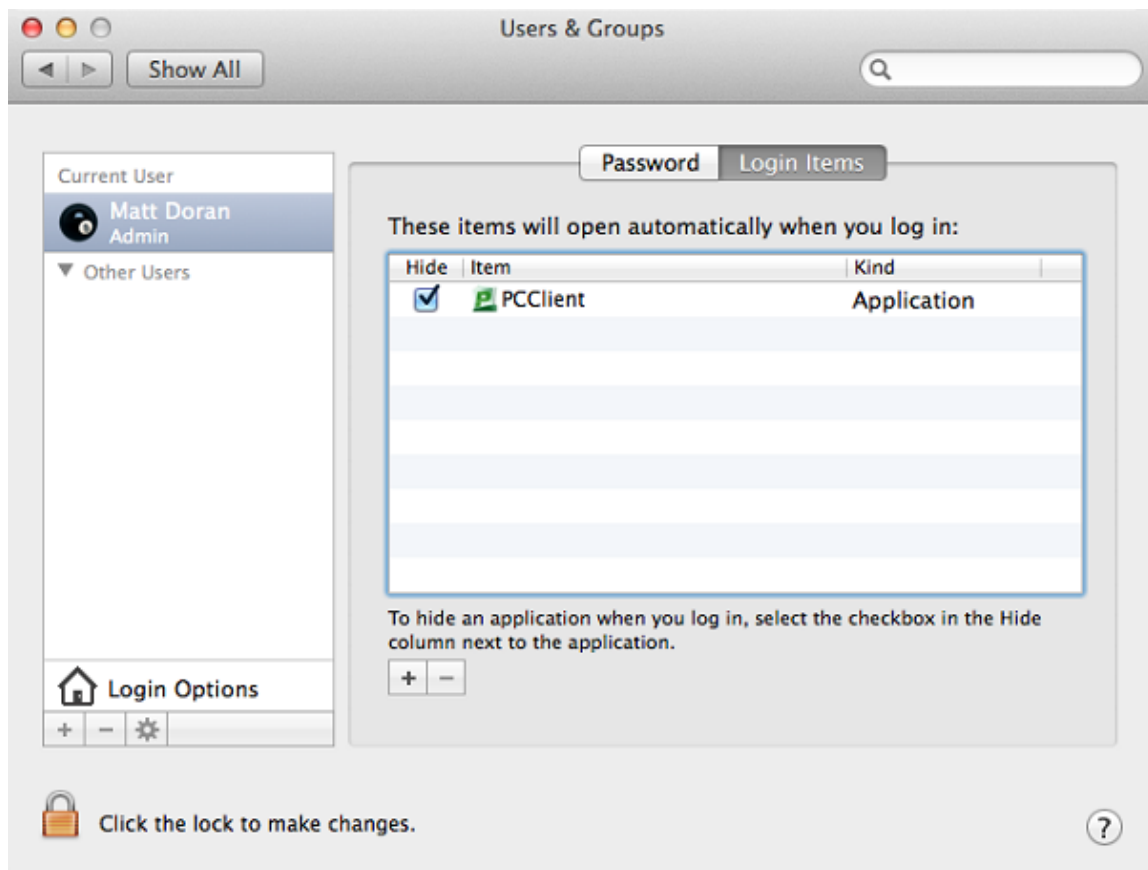 Users & Groups
Show All
Current User
Matt Doran
Admin
Other Users
Login Options
Password
Login Items
These items will open automatically when you log in:
Hide Item Kind
PCClient Application
To hide an application when you log in, select the checkbox in the Hide
column next to the application.
Click the lock to make changes.